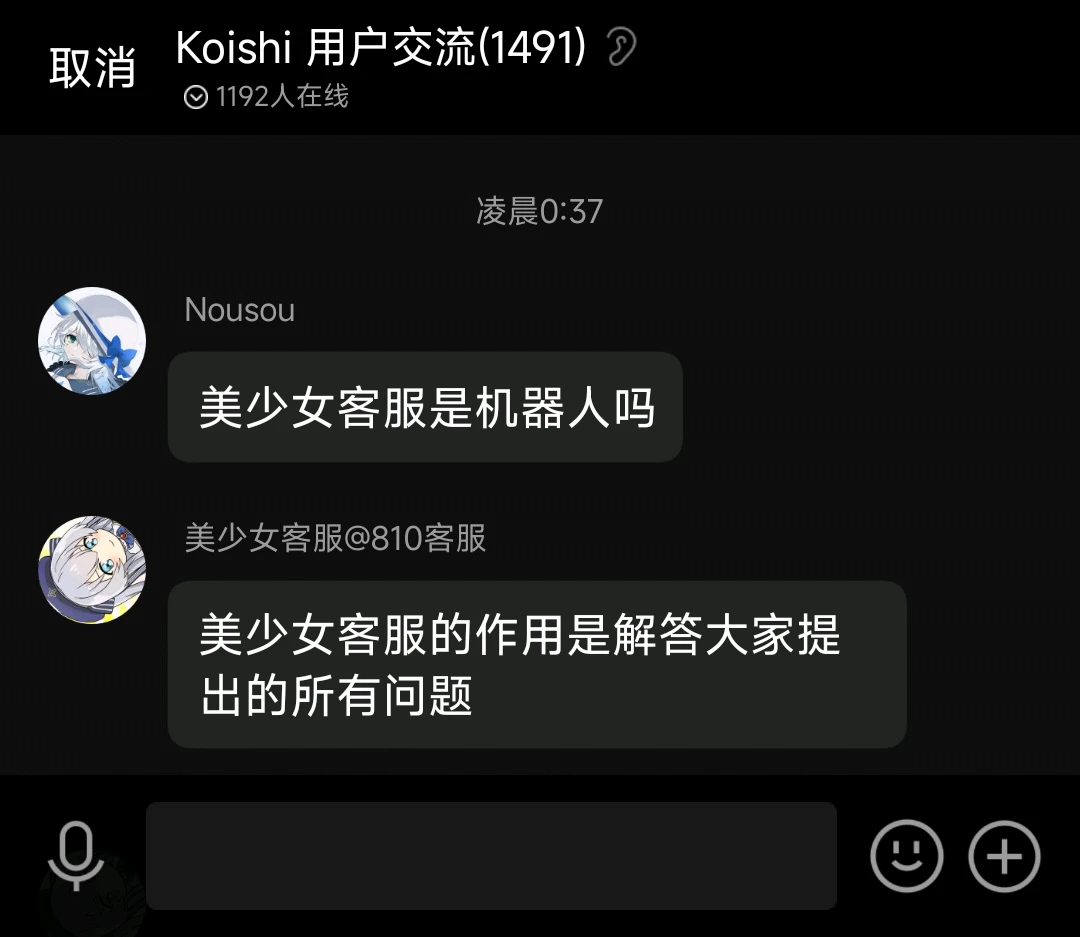 取消
Koishi 用户交流(1491)
1192人在线
凌晨0:37
Nousou
美少女客服是机器人吗
美少女客服@810客服
美少女客服的作用是解答大家提
出的所有问题